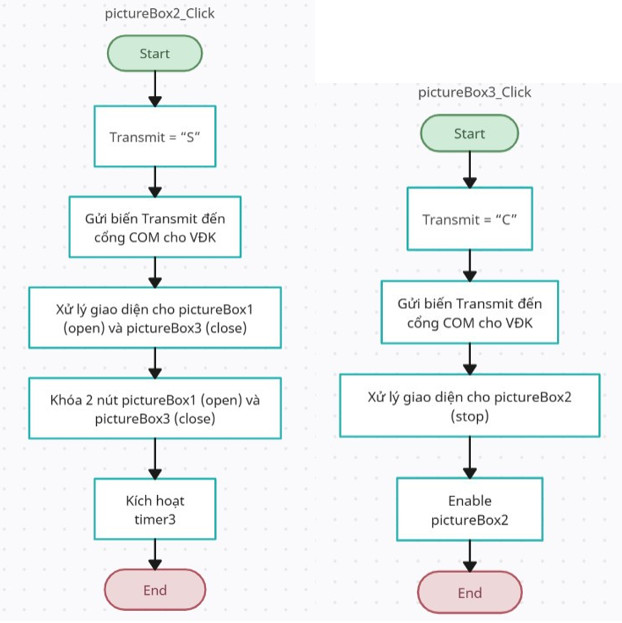 pictureBox2_Click
Start
Transmit = “S”
Gửi biến Transmit đến
cổng COM cho VĐK
Xử lý giao diện cho pictureBox1
(open) và pictureBox3 (close)
Khóa 2 nút pictureBox1 (open) và
pictureBox3 (close)
Kích hoạt
timer3
End
pictureBox3_Click
Start
Transmit = “C”
Gửi biến Transmit đến
cổng COM cho VĐK
Xử lý giao diện cho pictureBox2
(stop)
Enable
pictureBox2
End